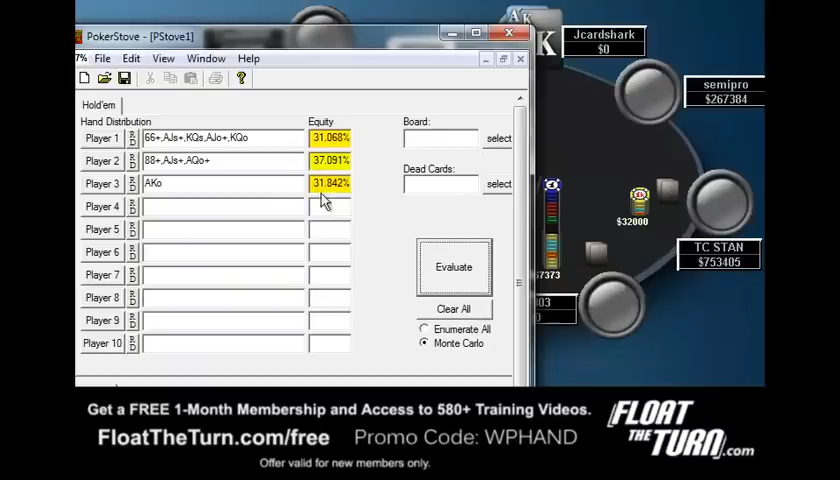 PokerStove - [PStove1]
7% File Edit View Window Help
Hold'em
Hand Distribution Equity Board:
Player 1 R D 66+,AJs+,KQs,AJo+,KQo 31.068% select
Player 2 R D 88+,AJs+,AQo+ 37.091% Dead Cards:
Player 3 R D AKo 31.842% select
Player 4 R D
Player 5 R D
Player 6 R D
Player 7 R D
Player 8 R D
Player 9 R D
Player 10 R D
Evaluate
Clear All
Enumerate All
Monte Carlo
K
Jcardshark
$0
semipro
$267384
$32000
TC STAN
$753405
Get a FREE 1-Month Membership and Access to 580+ Training Videos.
FloatTheTurn.com/free Promo Code: WPHAND
Offer valid for new members only.
FLOAT
THE TURN.com